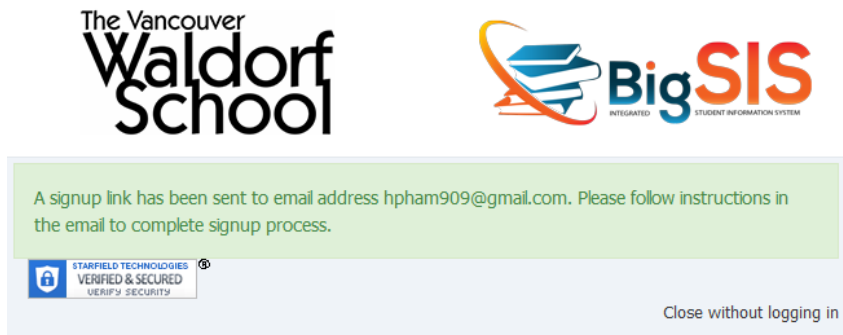 The Vancouver
Waldorf
School
BigSIS
INTEGRATED STUDENT INFORMATION SYSTEM
A signup link has been sent to email address hpham909@gmail.com. Please follow instructions in
the email to complete signup process.
STARFIELD TECHNOLOGIES ®
VERIFIED & SECURED
VERIFY SECURITY
Close without logging in